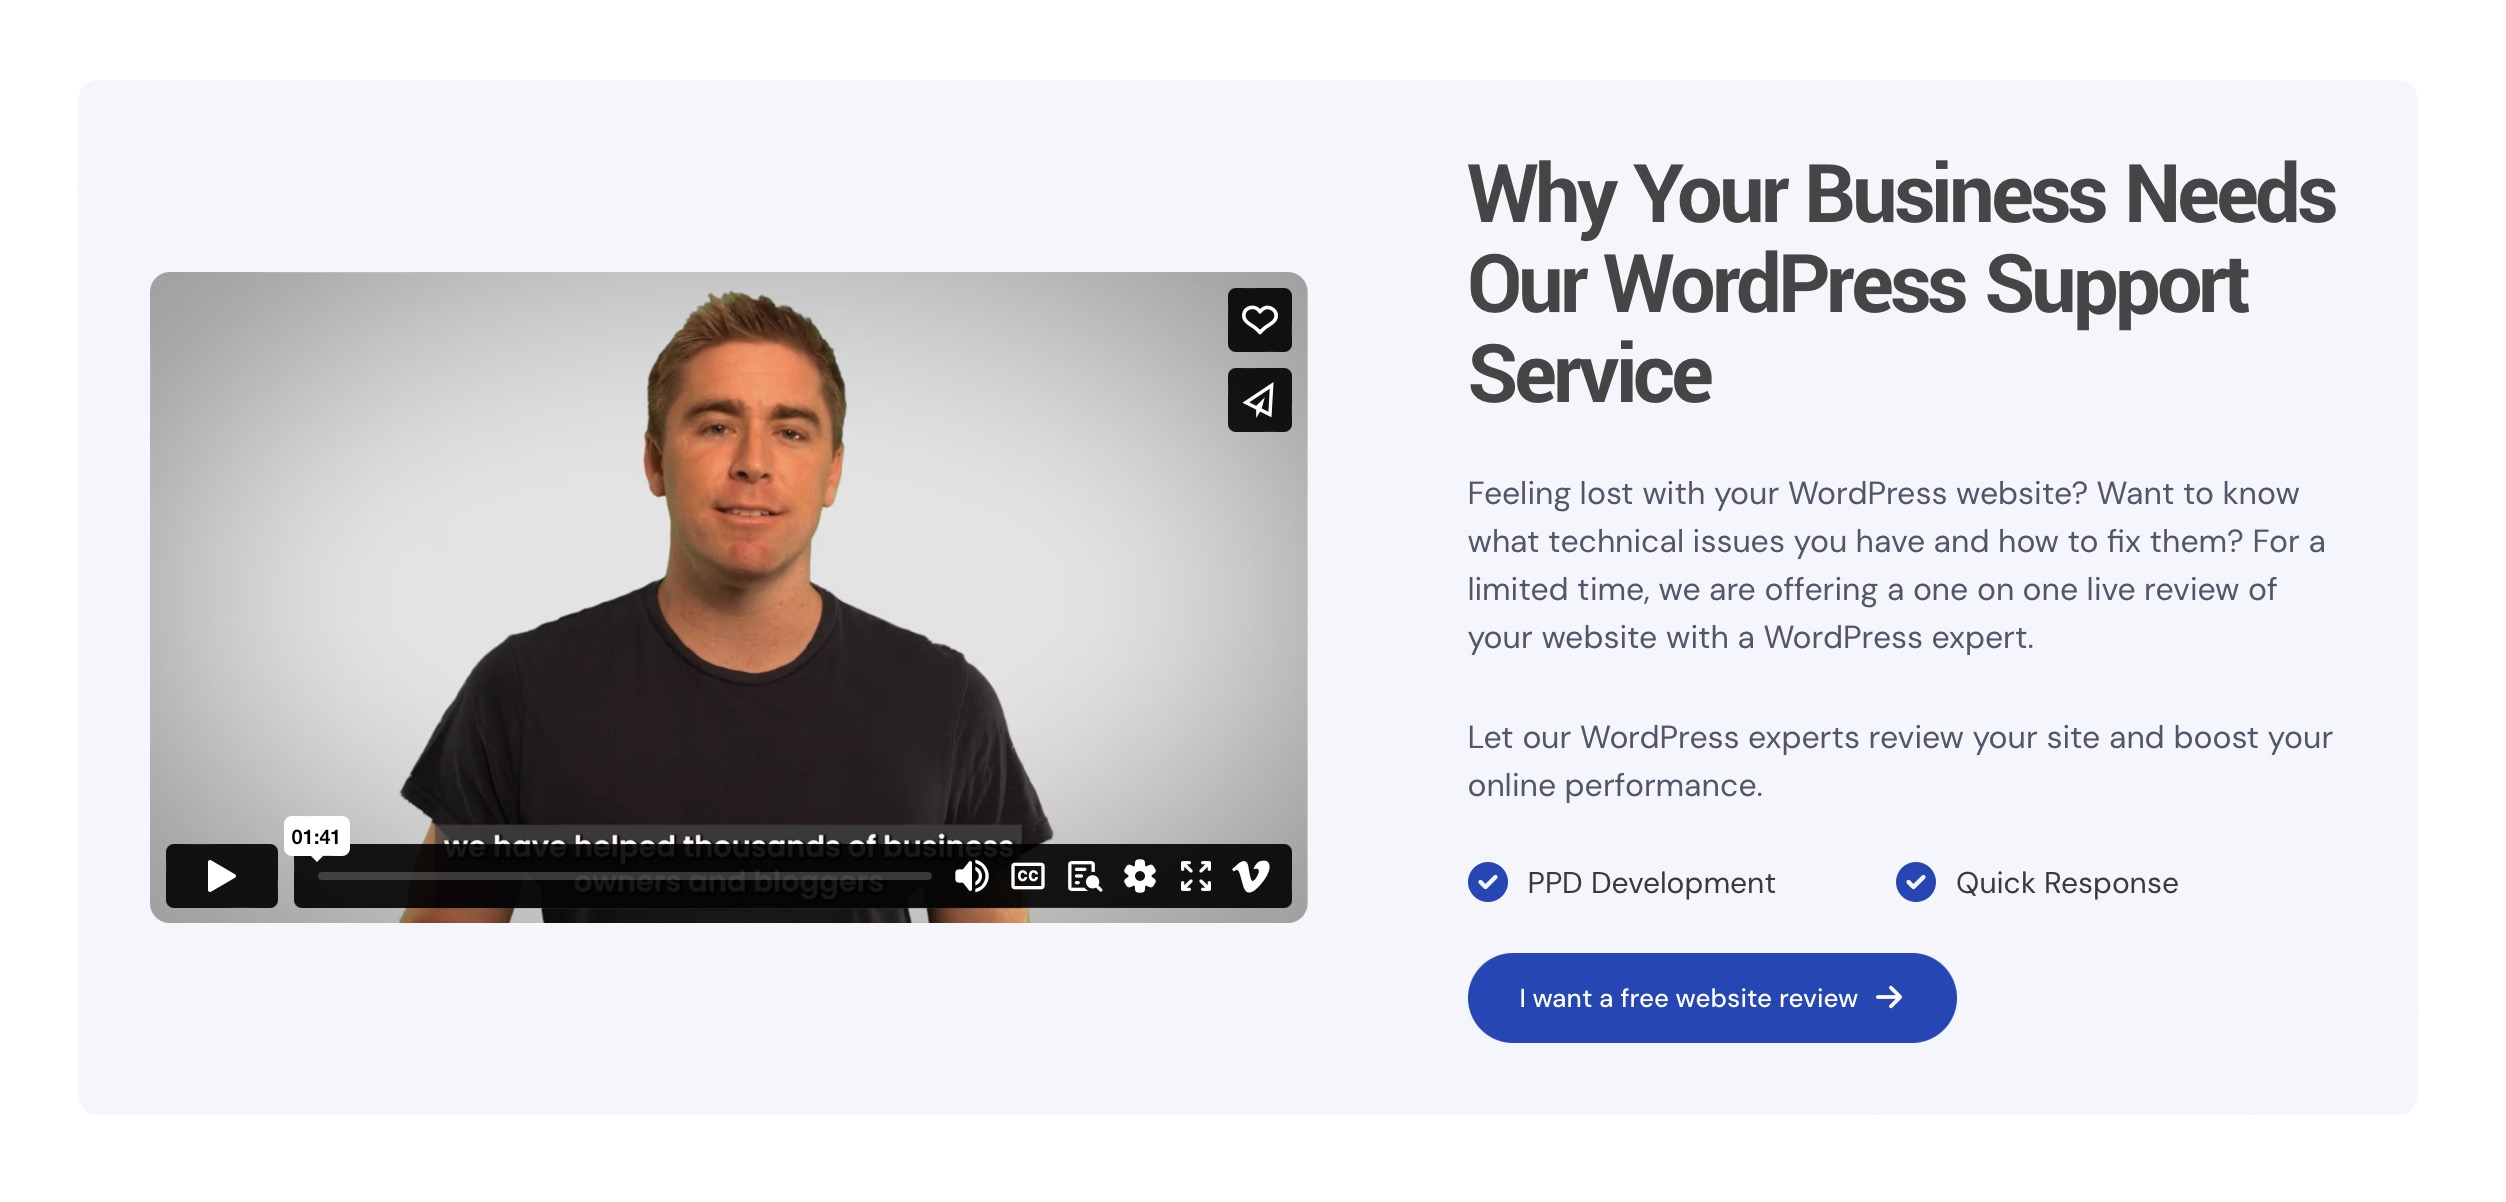 Why Your Business Needs
Our WordPress Support
Service
Feeling lost with your WordPress website? Want to know
what technical issues you have and how to fix them? For a
limited time, we are offering a one on one live review of
your website with a WordPress expert.
Let our WordPress experts review your site and boost your
online performance.
PPD Development
Quick Response
I want a free website review
we have helped thousands of business
owners and bloggers
01:41
CC